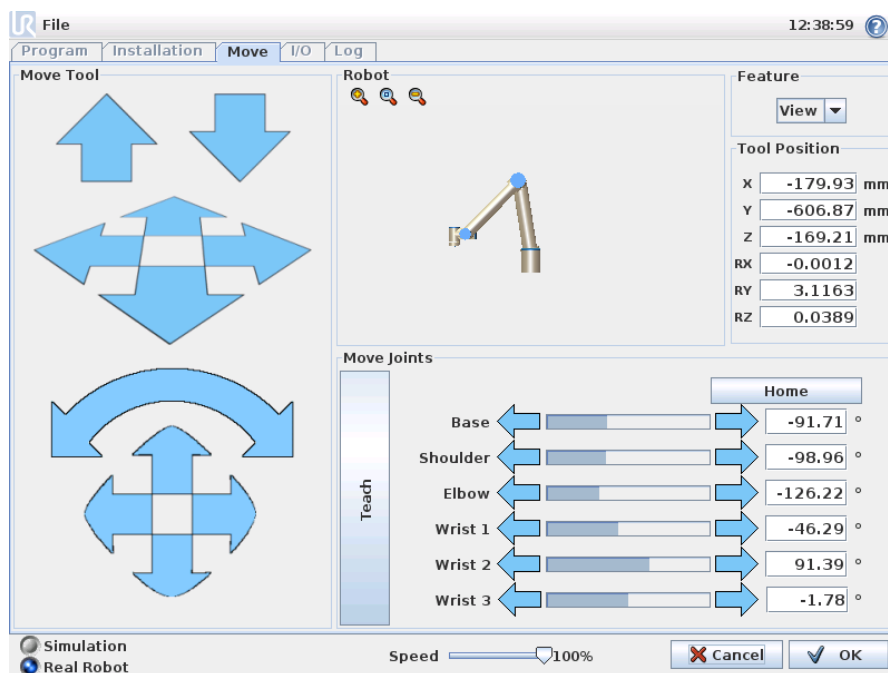 UR File 12:38:59 ?
Program Installation Move I/O Log
Move Tool
Robot
Feature
View
Tool Position
X -179.93 mm
Y -606.87 mm
Z -169.21 mm
RX -0.0012
RY 3.1163
RZ 0.0389
Move Joints
Teach
Home
Base -91.71 °
Shoulder -98.96 °
Elbow -126.22 °
Wrist 1 -46.29 °
Wrist 2 91.39 °
Wrist 3 -1.78 °
Simulation
Real Robot
Speed 100%
Cancel
OK